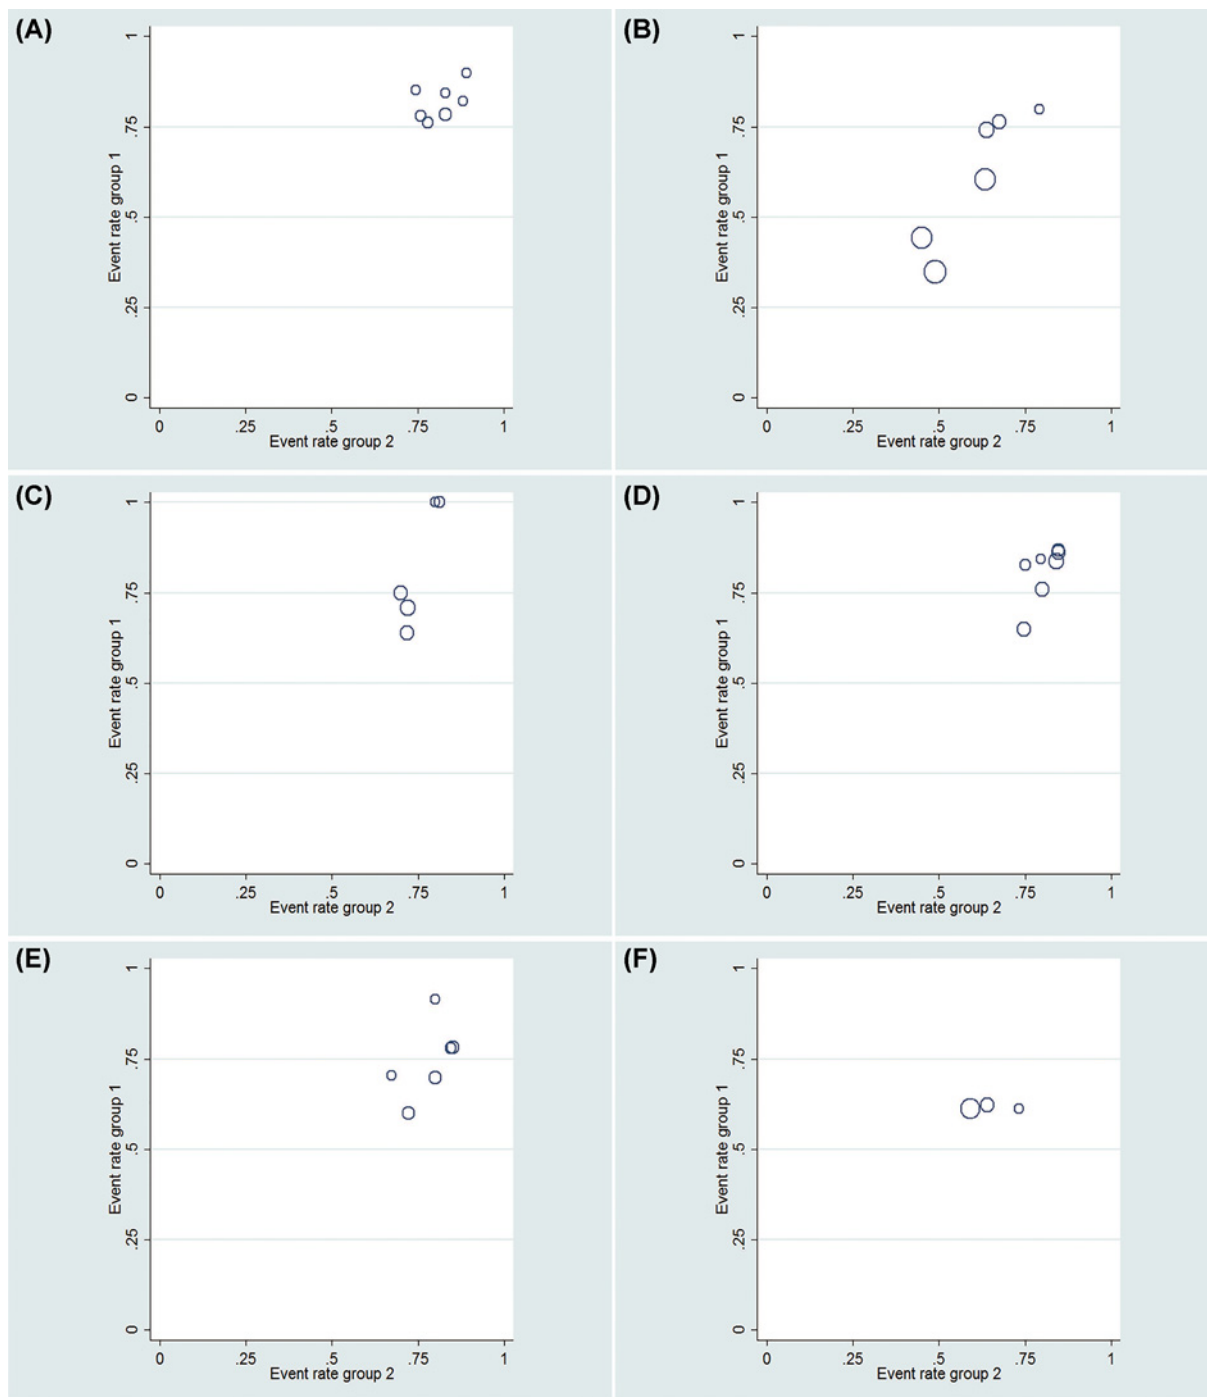 (A)
1
.75
.5
.25
0
Event rate group 1
0 .25 .5 .75 1
Event rate group 2
(B)
1
.75
.5
.25
0
Event rate group 1
0 .25 .5 .75 1
Event rate group 2
(C)
1
.75
.5
.25
0
Event rate group 1
0 .25 .5 .75 1
Event rate group 2
(D)
1
.75
.5
.25
0
Event rate group 1
0 .25 .5 .75 1
Event rate group 2
(E)
1
.75
.5
.25
0
Event rate group 1
0 .25 .5 .75 1
Event rate group 2
(F)
1
.75
.5
.25
0
Event rate group 1
0 .25 .5 .75 1
Event rate group 2